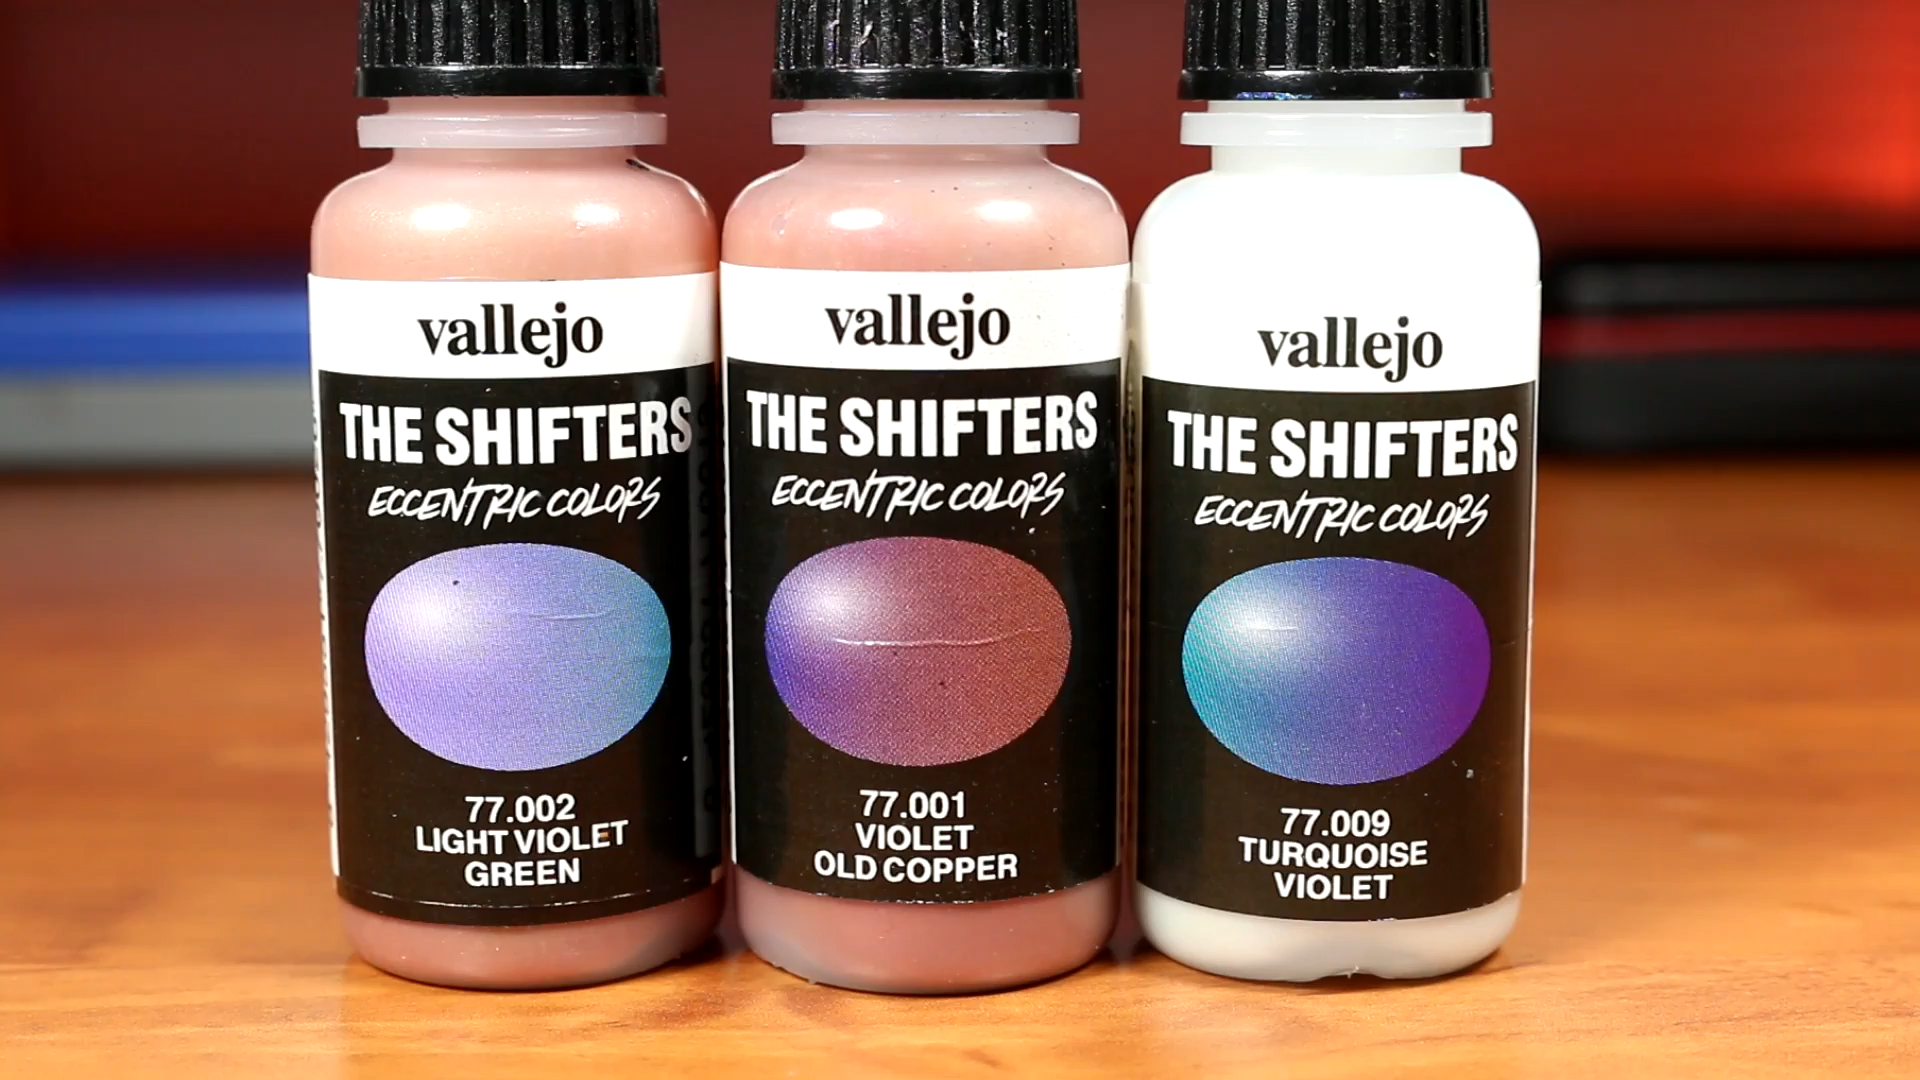 vallejo
THE SHIFTERS
ECCENTRIC COLORS
77.002
LIGHT VIOLET
GREEN
vallejo
THE SHIFTERS
ECCENTRIC COLORS
77.001
VIOLET
OLD COPPER
vallejo
THE SHIFTERS
ECCENTRIC COLORS
77.009
TURQUOISE
VIOLET